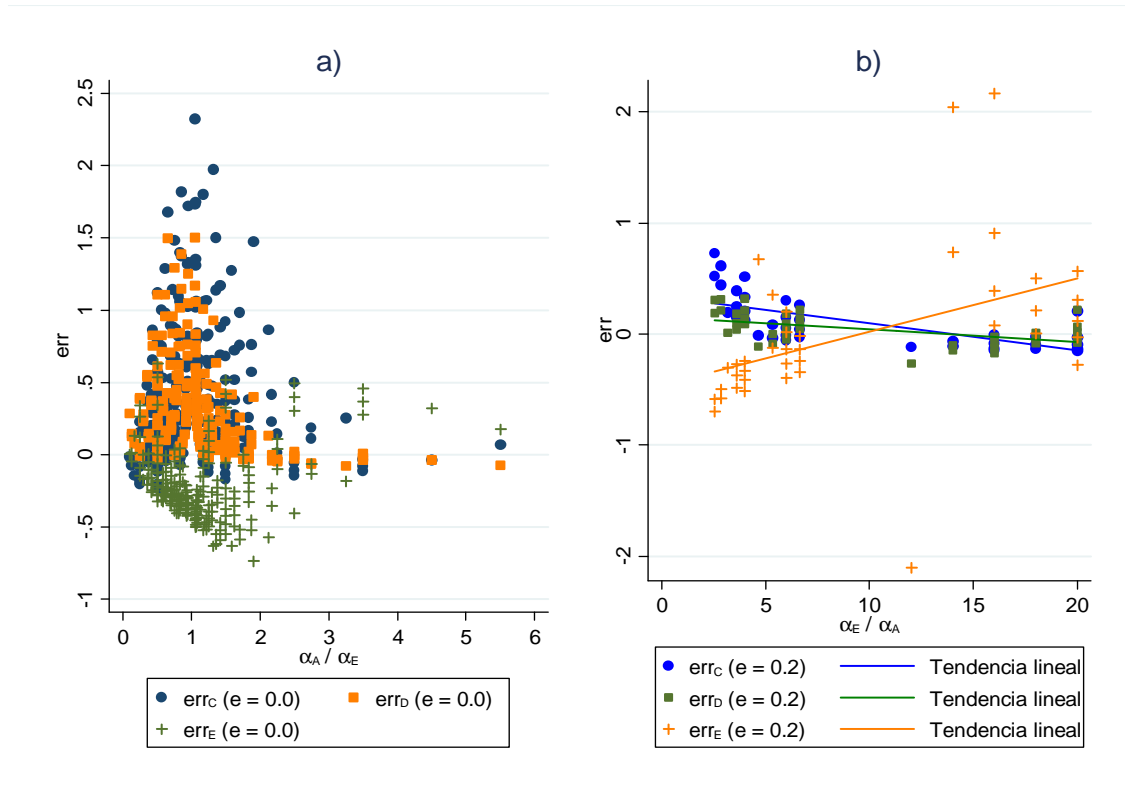 a)
2.5
2
1.5
1
.5
0
-.5
-1
err
0 1 2 3 4 5 6
αA / αE
errC (e = 0.0) errD (e = 0.0)
errE (e = 0.0)
b)
2
1
0
-1
-2
err
0 5 10 15 20
αE / αA
errC (e = 0.2) Tendencia lineal
errD (e = 0.2) Tendencia lineal
errE (e = 0.2) Tendencia lineal